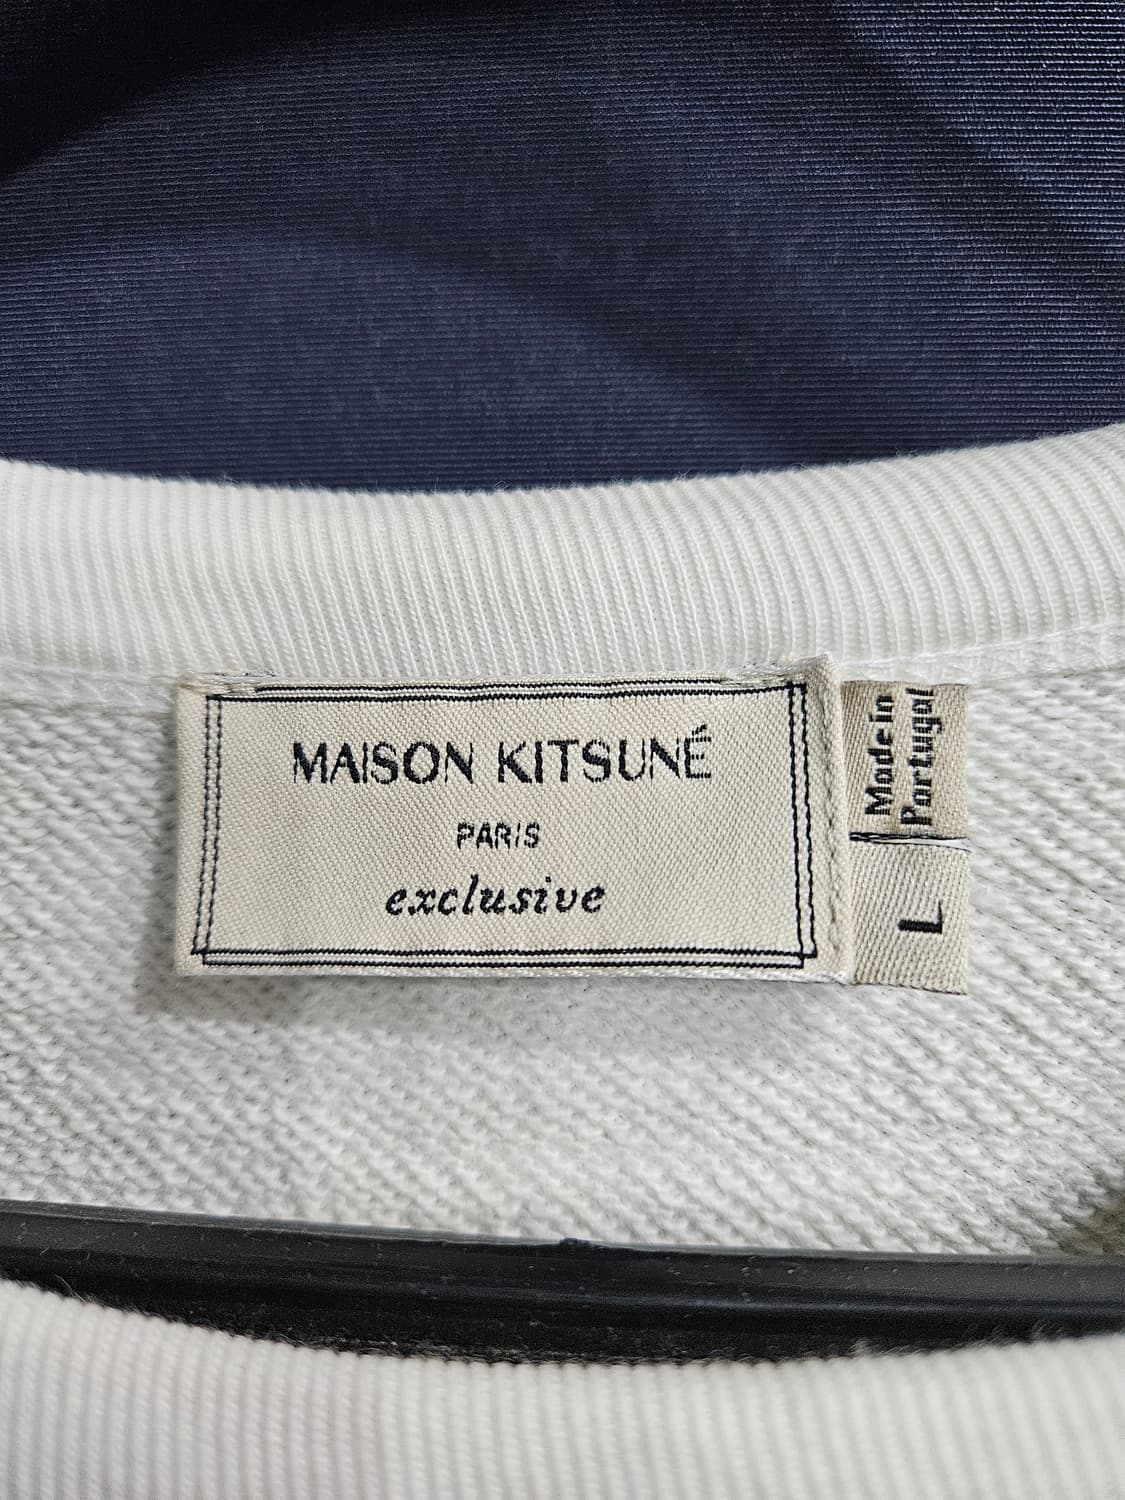 MAISON KITSUNÉ
PARIS
exclusive
Made in
Portugal
L